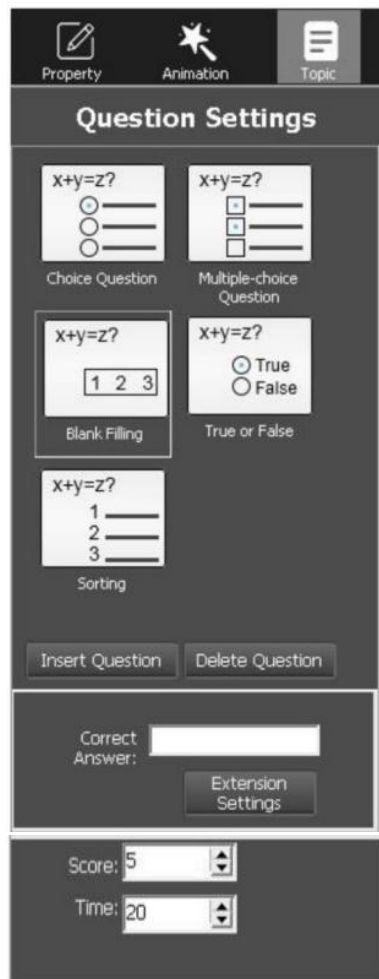 Property Animation Topic
Question Settings
x+y=z? x+y=z?
Choice Question Multiple-choice
Question
x+y=z? x+y=z?
1 2 3 True
False
Blank Filling True or False
x+y=z?
1
2
3
Sorting
Insert Question Delete Question
Correct
Answer:
Extension
Settings
Score: 5
Time: 20